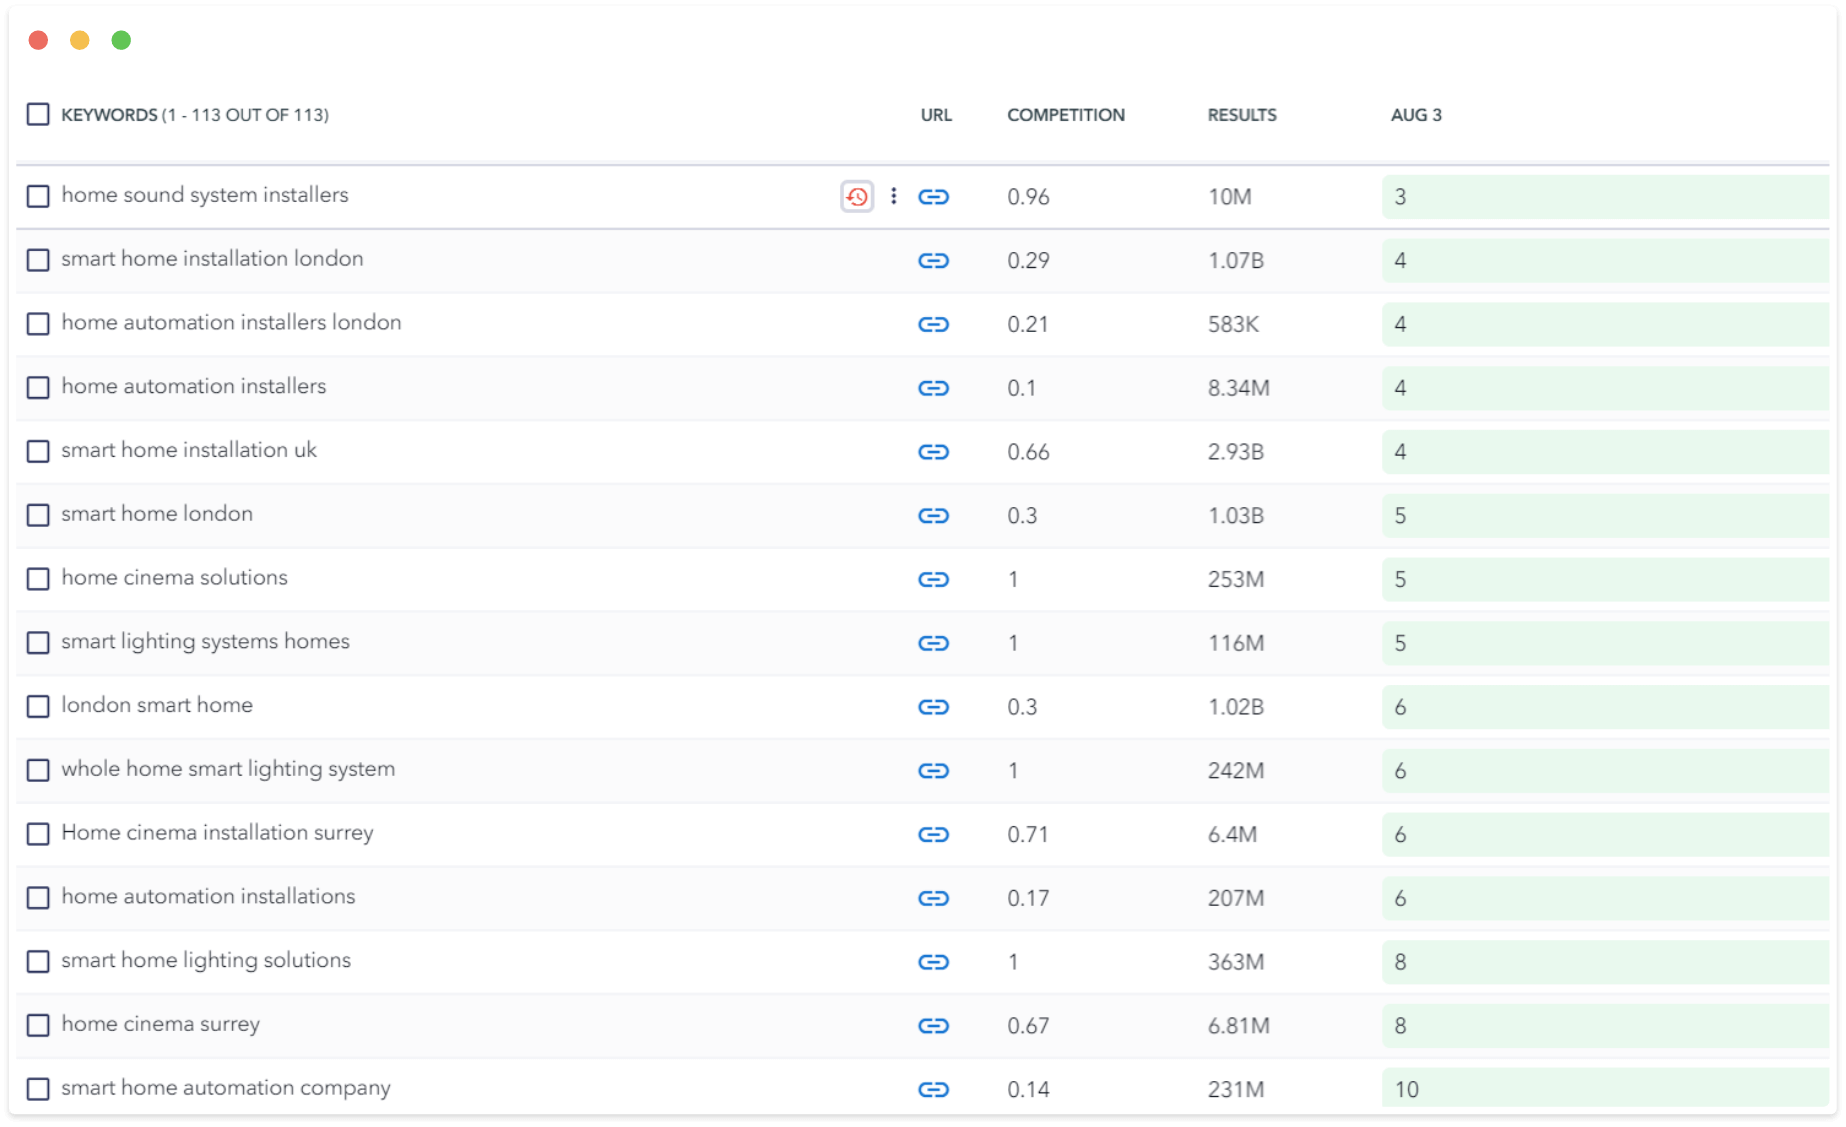 KEYWORDS (1 - 113 OUT OF 113) URL COMPETITION RESULTS AUG 3
home sound system installers 0.96 10M 3
smart home installation london 0.29 1.07B 4
home automation installers london 0.21 583K 4
home automation installers 0.1 8.34M 4
smart home installation uk 0.66 2.93B 4
smart home london 0.3 1.03B 5
home cinema solutions 1 253M 5
smart lighting systems homes 1 116M 5
london smart home 0.3 1.02B 6
whole home smart lighting system 1 242M 6
Home cinema installation surrey 0.71 6.4M 6
home automation installations 0.17 207M 6
smart home lighting solutions 1 363M 8
home cinema surrey 0.67 6.81M 8
smart home automation company 0.14 231M 10